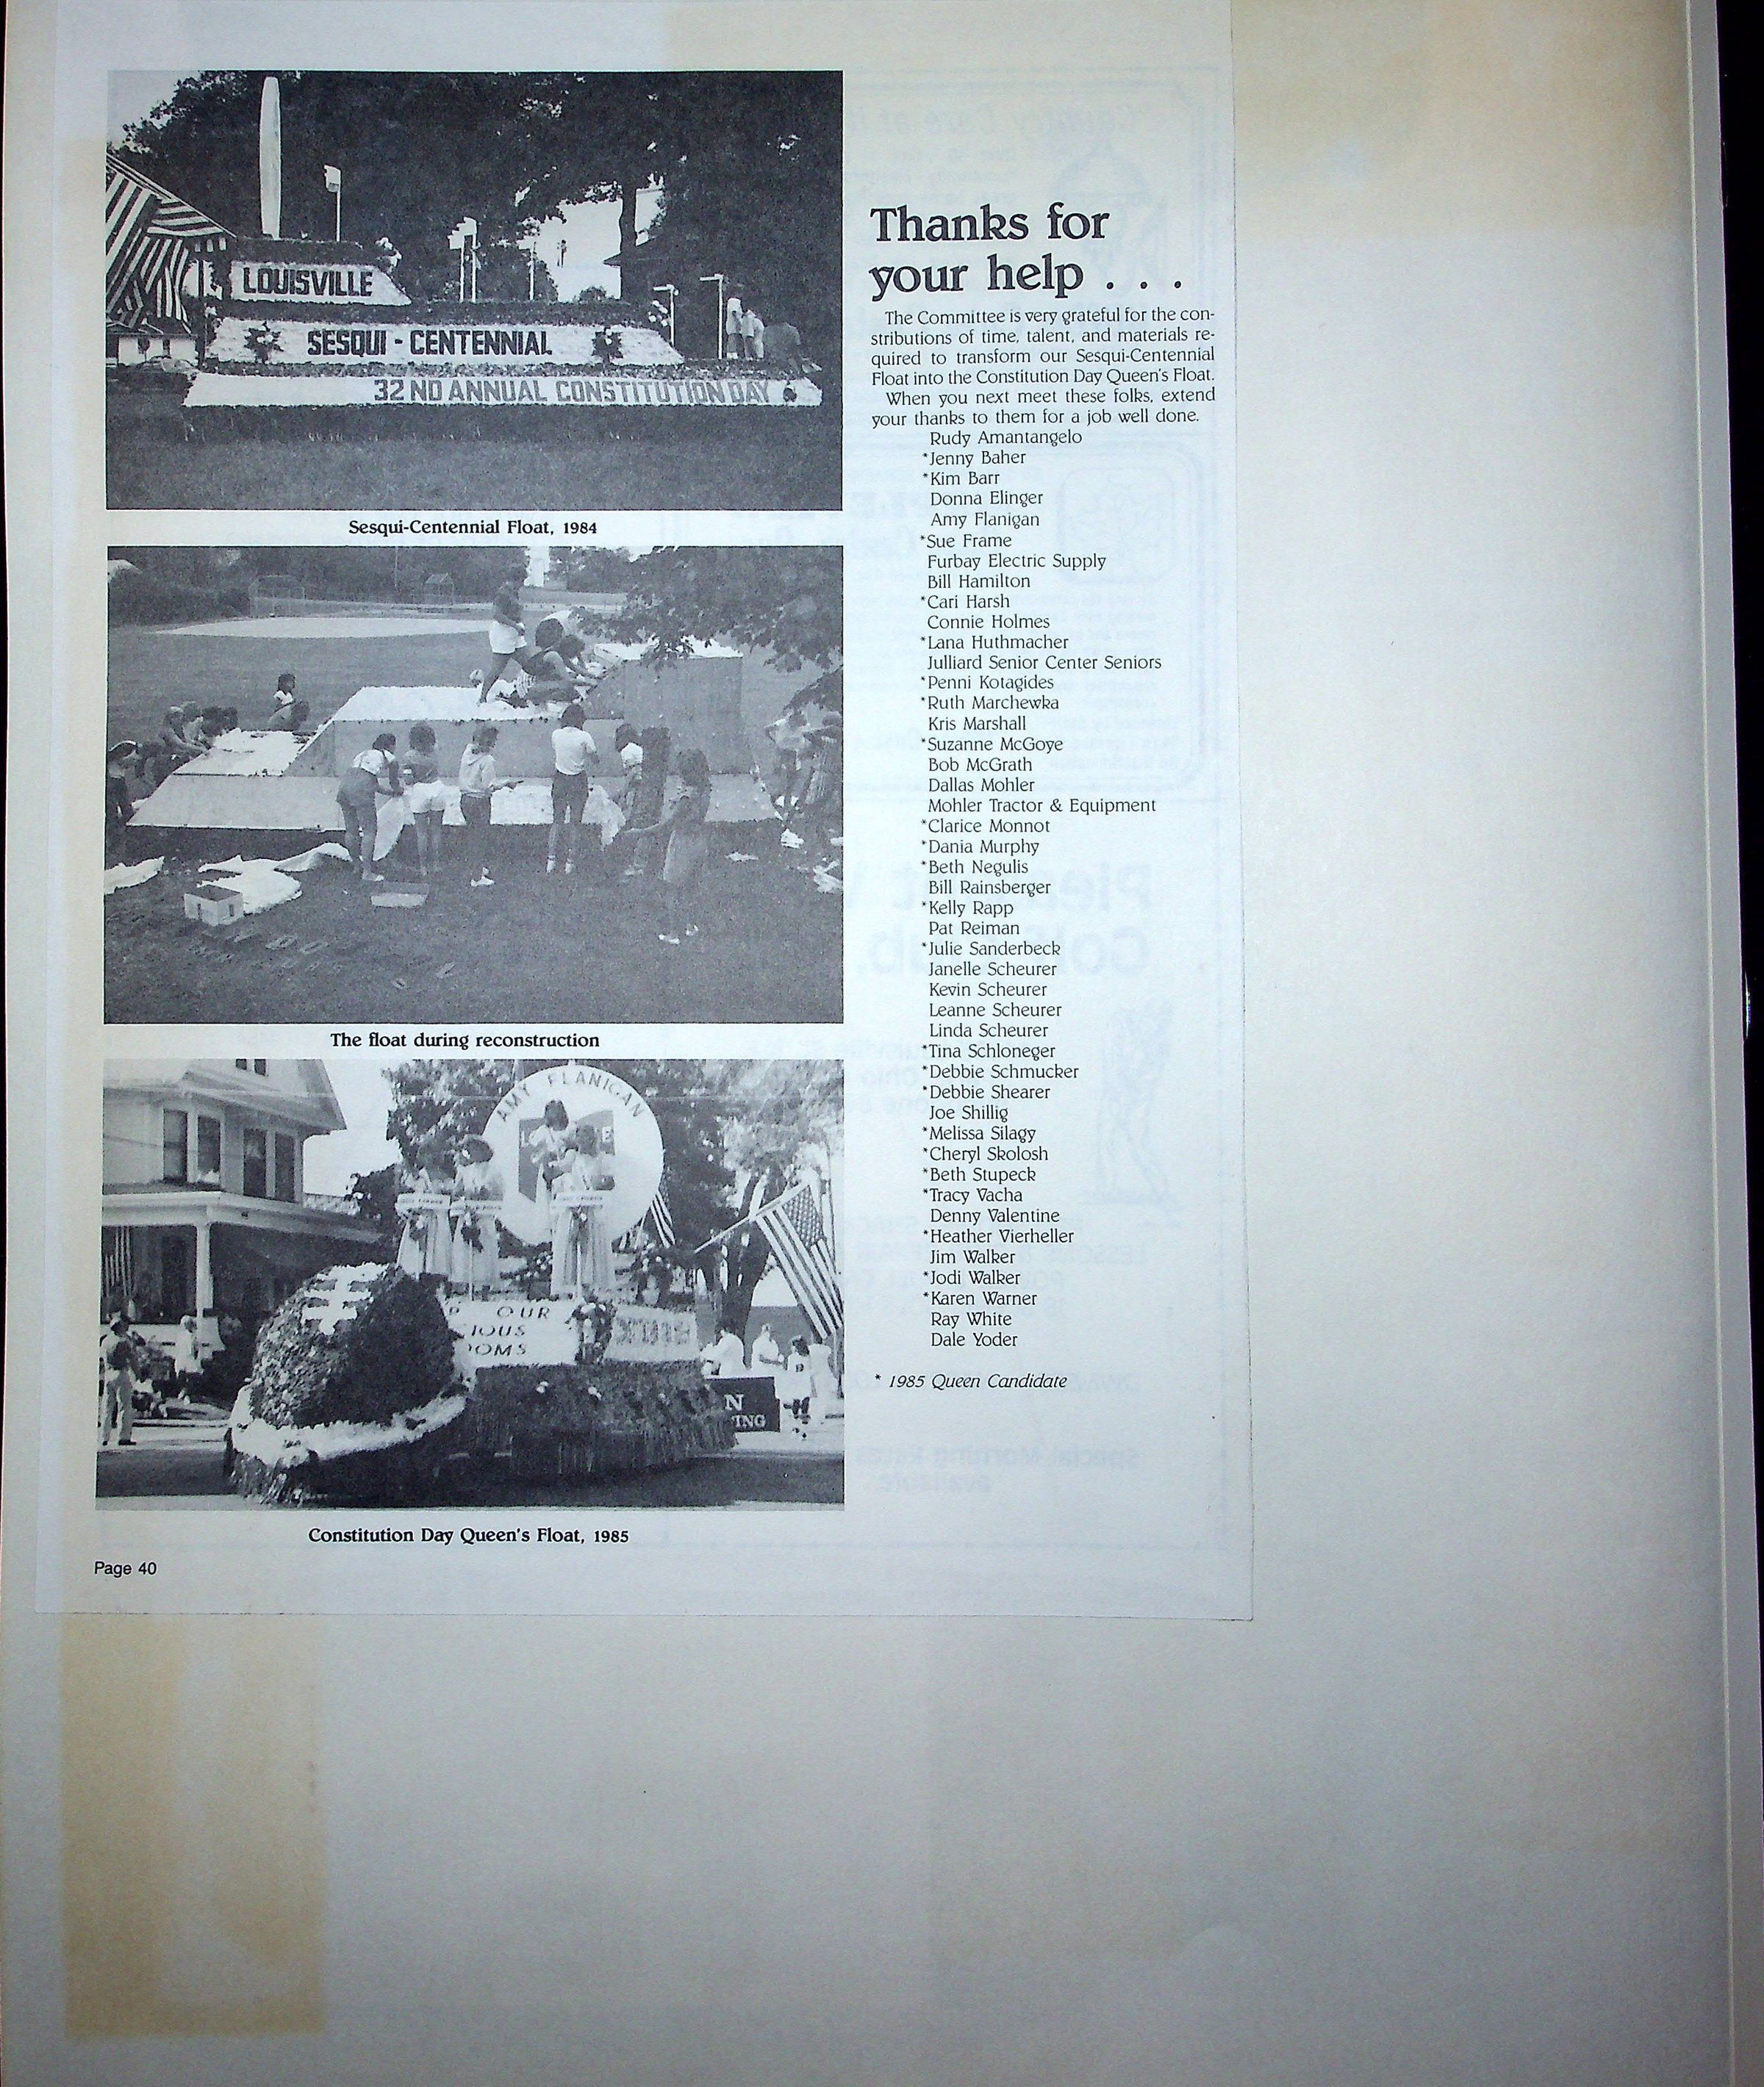 LOUISVILLE
SESQUI - CENTENNIAL
32 ND ANNUAL CONSTITUTION DAY
Sesqui-Centennial Float, 1984
The float during reconstruction
AMY FLANIGAN
OUR
IOUS
OMS
N
ING
Constitution Day Queen's Float, 1985
Page 40
Thanks for
your help . . .
The Committee is very grateful for the con-
stributions of time, talent, and materials re-
quired to transform our Sesqui-Centennial
Float into the Constitution Day Queen's Float.
When you next meet these folks, extend
your thanks to them for a job well done.
Rudy Amantangelo
*Jenny Baher
*Kim Barr
Donna Elinger
Amy Flanigan
*Sue Frame
Furbay Electric Supply
Bill Hamilton
*Cari Harsh
Connie Holmes
*Lana Huthmacher
Julliard Senior Center Seniors
*Penni Kotagides
*Ruth Marchewka
Kris Marshall
*Suzanne McGoye
Bob McGrath
Dallas Mohler
Mohler Tractor & Equipment
*Clarice Monnot
*Dania Murphy
*Beth Negulis
Bill Rainsberger
*Kelly Rapp
Pat Reiman
*Julie Sanderbeck
Janelle Scheurer
Kevin Scheurer
Leanne Scheurer
Linda Scheurer
*Tina Schloneger
*Debbie Schmucker
*Debbie Shearer
Joe Shillig
*Melissa Silagy
*Cheryl Skolosh
*Beth Stupeck
*Tracy Vacha
Denny Valentine
*Heather Vierheller
Jim Walker
*Jodi Walker
*Karen Warner
Ray White
Dale Yoder
* 1985 Queen Candidate